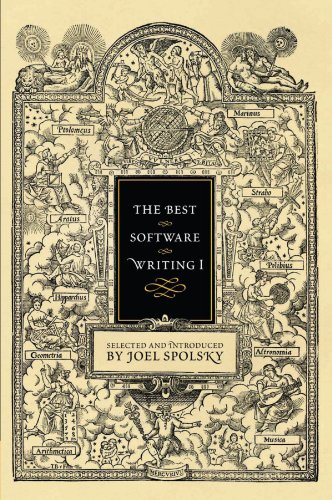 Ptolomeus
Marinus
Aratus
Strabo
THE BEST
SOFTWARE
WRITING I
Hipparchus
Polibius
SELECTED AND INTRODUCED
BY JOEL SPOLSKY
Geometria
Astronomia
Arithmetica
Musica
MERCVRIVS